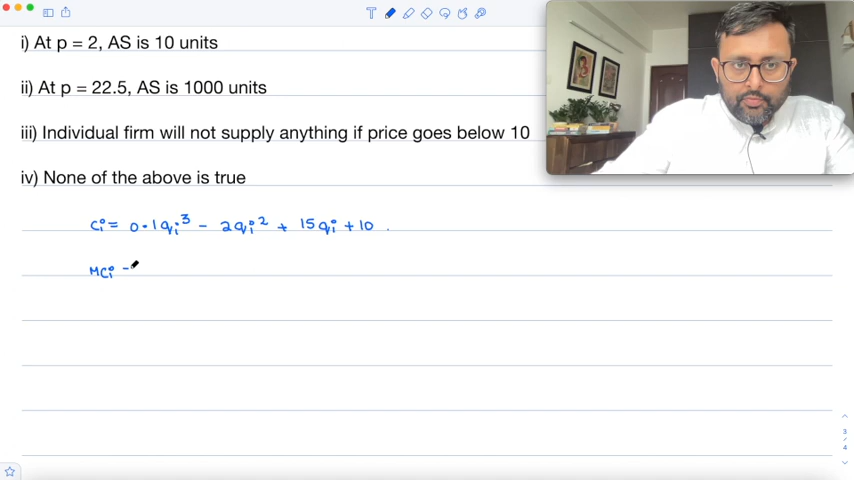 i) At p = 2, AS is 10 units
ii) At p = 22.5, AS is 1000 units
iii) Individual firm will not supply anything if price goes below 10
iv) None of the above is true
Ci = 0.1qi³ - 2qi² + 15qi + 10 .
MCi -
3
/
4